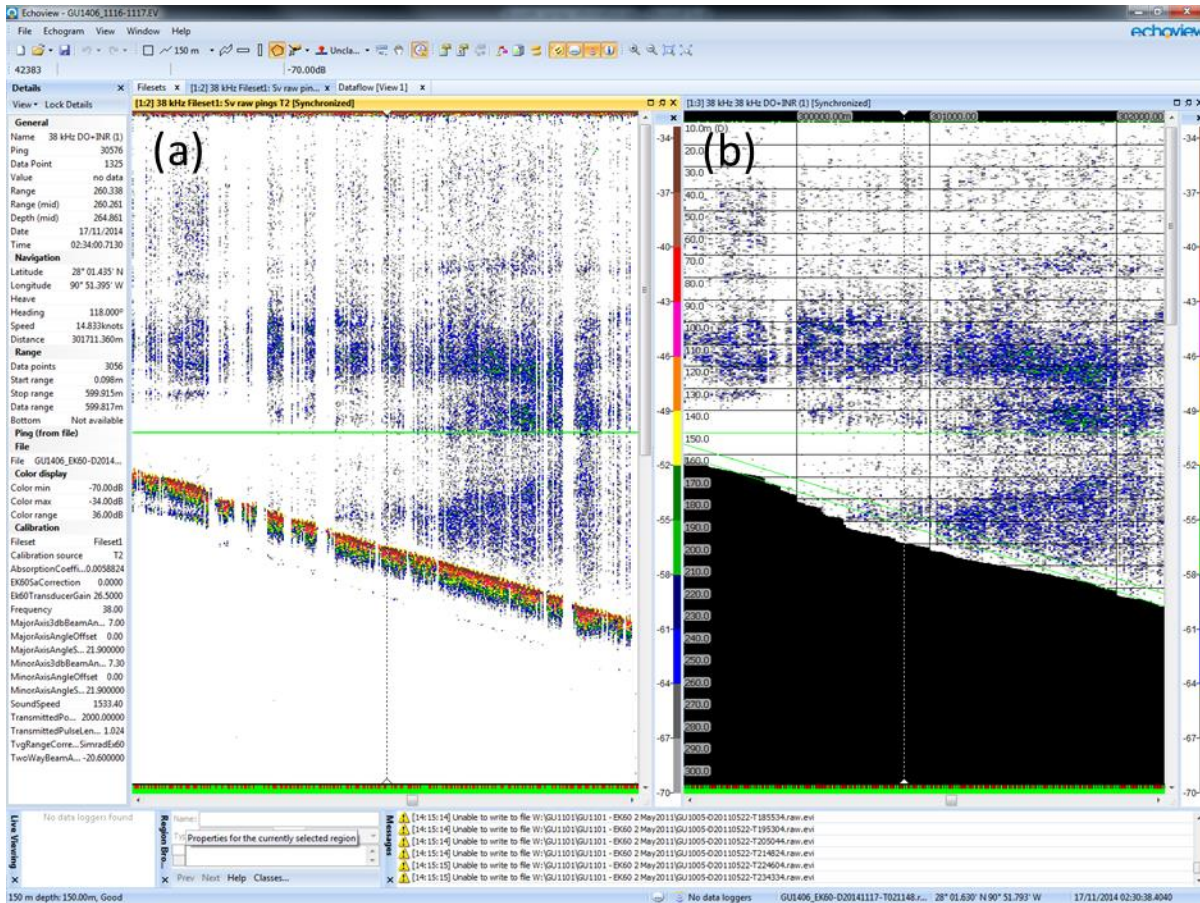 Echoview - GU1406_1116-1117.EV
File Echogram View Window Help
echoview
150 m Uncla...
42383 -70.00dB
Details
View Lock Details
General
Name 38 kHz DO+INR (1)
Ping 30576
Data Point 1325
Value no data
Range 260.338
Range (mid) 260.261
Depth (mid) 264.861
Date 17/11/2014
Time 02:34:00.7130
Navigation
Latitude 28° 01.435' N
Longitude 90° 51.395' W
Heave
Heading 118.000°
Speed 14.833knots
Distance 301711.360m
Range
Data points 3056
Start range 0.098m
Stop range 599.915m
Data range 599.817m
Bottom Not available
Ping (from file)
File
File GU1406_EK60-D2014...
Color display
Color min -70.00dB
Color max -34.00dB
Color range 36.00dB
Calibration
Fileset Fileset1
Calibration source T2
AbsorptionCoeffi... 0.0058824
EK60SaCorrection 0.0000
Ek60TransducerGain 26.5000
Frequency 38.00
MajorAxis3dbBeamAn... 7.00
MajorAxisAngleOffset 0.00
MajorAxisAngleS... 21.900000
MinorAxis3dbBeamAn... 7.30
MinorAxisAngleOffset 0.00
MinorAxisAngleS... 21.900000
SoundSpeed 1533.40
TransmittedPo... 2000.00000
TransmittedPulseLen... 1.024
TvgRangeCorre... SimradEx60
TwoWayBeamA... -20.600000
Filesets x [1:2] 38 kHz Fileset1: Sv raw pin... x Dataflow [View 1] x
[1:2] 38 kHz Fileset1: Sv raw pings T2 [Synchronized]
(a)
-34
-37
-40
-43
-46
-49
-52
-55
-58
-61
-64
-67
-70
[1:3] 38 kHz 38 kHz DO+INR (1) [Synchronized]
(b)
300000.00m 301000.00 302000.00
10.0m (D)
20.0
30.0
40.0
50.0
60.0
70.0
80.0
90.0
100.0
110.0
120.0
130.0
140.0
150.0
160.0
170.0
180.0
190.0
200.0
210.0
220.0
230.0
240.0
250.0
260.0
270.0
280.0
290.0
300.0
-34
-37
-40
-43
-46
-49
-52
-55
-58
-61
-64
-67
-70
Live Viewing
No data loggers found
Region Bro...
Name:
Properties for the currently selected region
Prev Next Help Classes...
Messages
[14:15:14] Unable to write to file W:\GU1101\GU1101 - EK60 2 May2011\GU1005-D20110522-T185534.raw.evi
[14:15:14] Unable to write to file W:\GU1101\GU1101 - EK60 2 May2011\GU1005-D20110522-T195304.raw.evi
[14:15:14] Unable to write to file W:\GU1101\GU1101 - EK60 2 May2011\GU1005-D20110522-T205044.raw.evi
[14:15:14] Unable to write to file W:\GU1101\GU1101 - EK60 2 May2011\GU1005-D20110522-T214824.raw.evi
[14:15:15] Unable to write to file W:\GU1101\GU1101 - EK60 2 May2011\GU1005-D20110522-T224604.raw.evi
[14:15:15] Unable to write to file W:\GU1101\GU1101 - EK60 2 May2011\GU1005-D20110522-T234334.raw.evi
150 m depth: 150.00m, Good
No data loggers GU1406_EK60-D20141117-T021148.r... 28° 01.630' N 90° 51.793' W 17/11/2014 02:30:38.4040